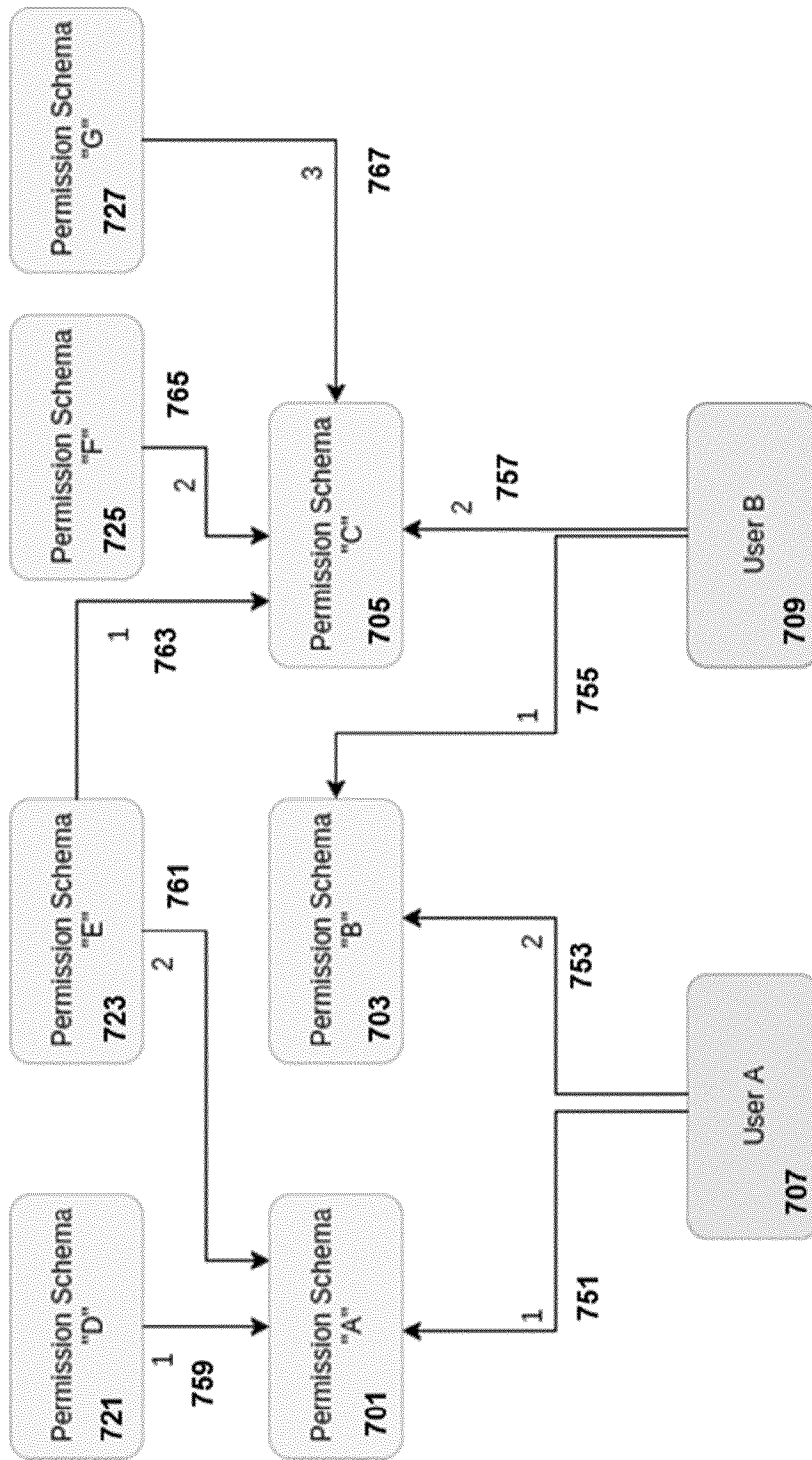 Permission Schema
"D"
721
Permission Schema
"E"
723
Permission Schema
"F"
725
Permission Schema
"G"
727
1
759
2
761
1
763
2
765
3
767
Permission Schema
"A"
701
Permission Schema
"B"
703
Permission Schema
"C"
705
1
751
2
753
1
755
2
757
User A
707
User B
709